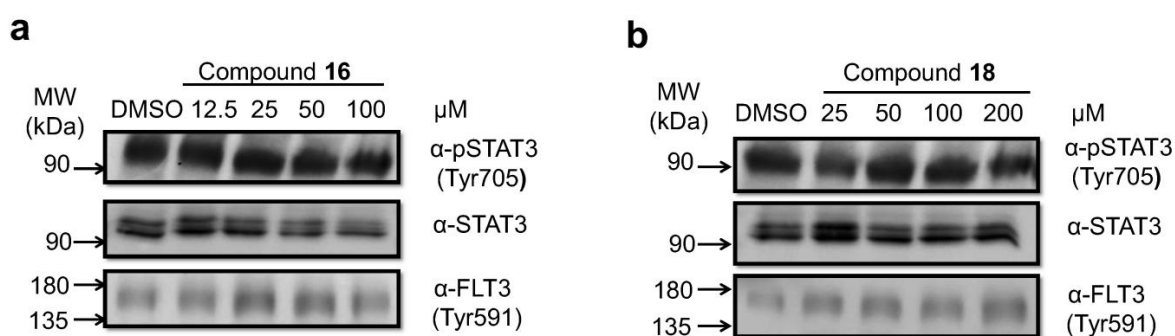 a
Compound 16
MW
(kDa)
DMSO 12.5 25 50 100 µM
90
α-pSTAT3
(Tyr705)
90
α-STAT3
180
135
α-FLT3
(Tyr591)
b
Compound 18
MW
(kDa)
DMSO 25 50 100 200 µM
90
α-pSTAT3
(Tyr705)
90
α-STAT3
180
135
α-FLT3
(Tyr591)